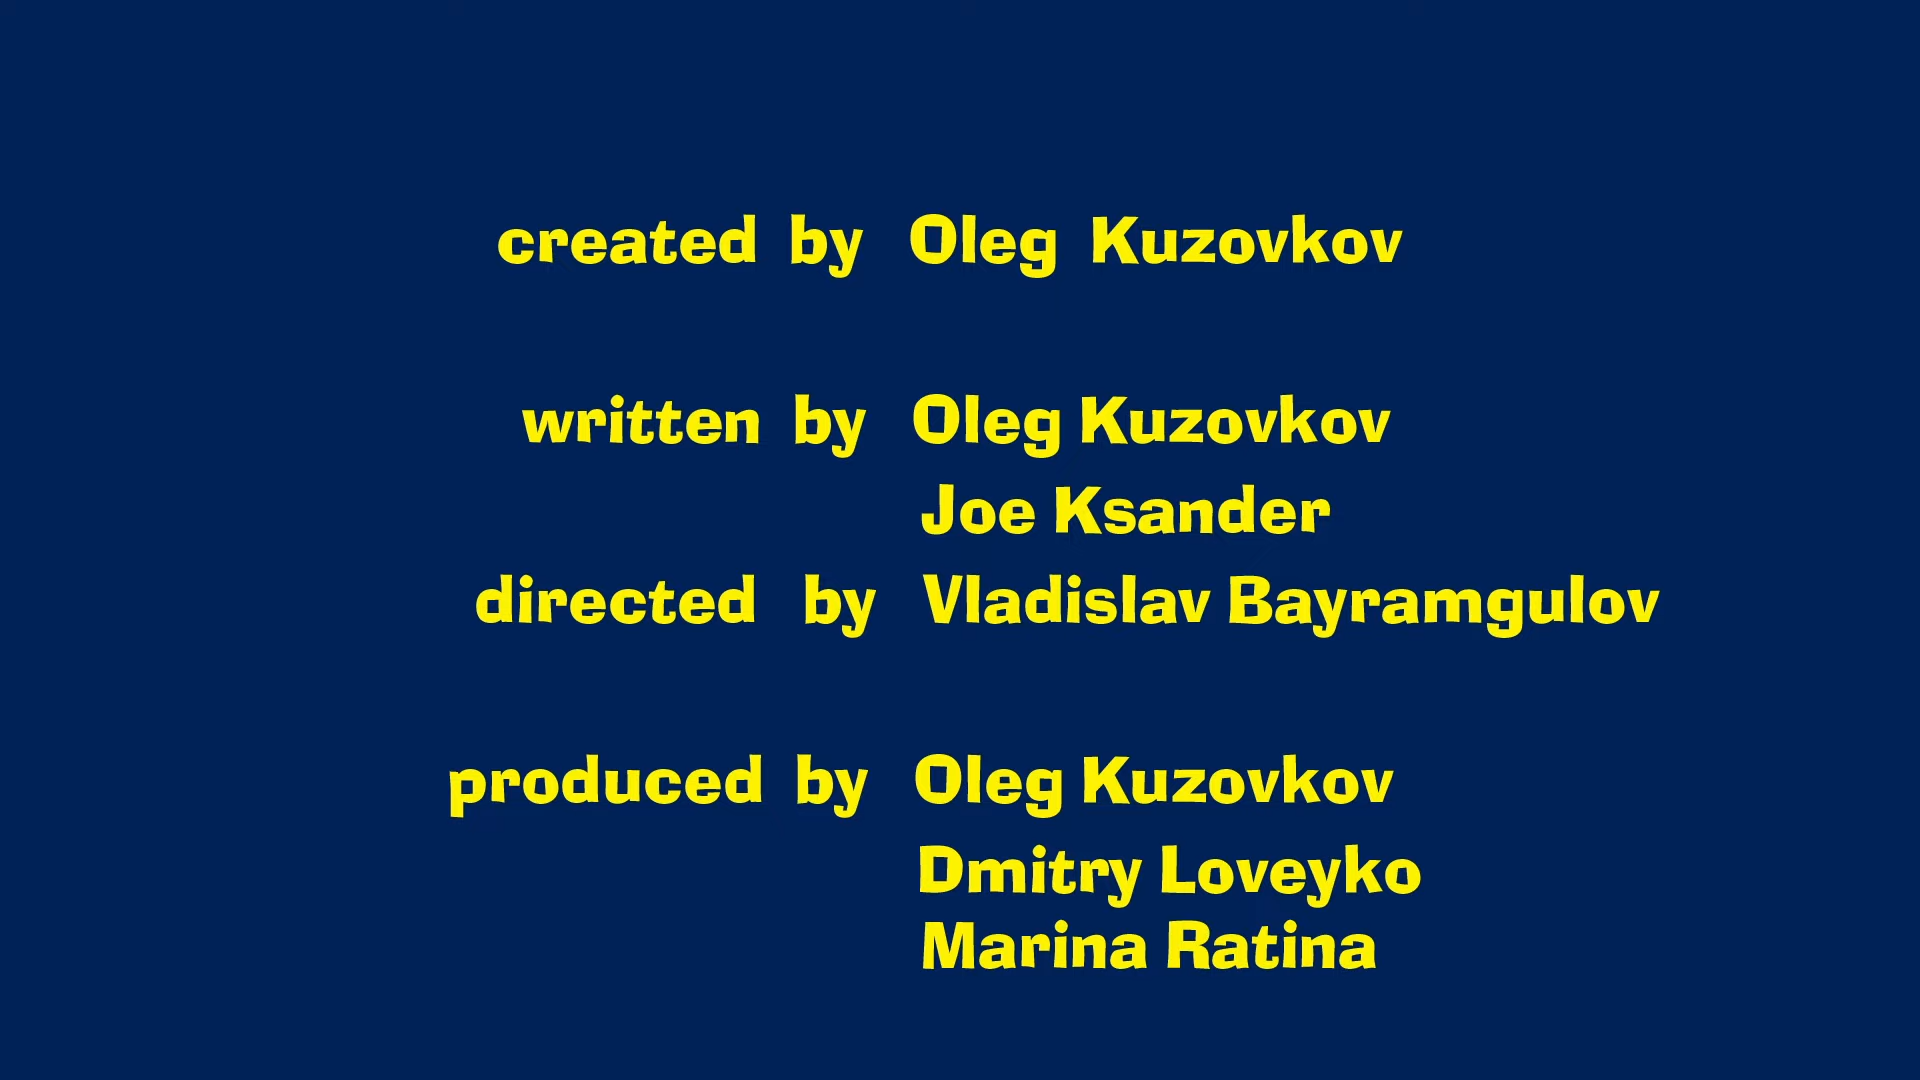 created by Oleg Kuzovkov
written by Oleg Kuzovkov
Joe Ksander
directed by Vladislav Bayramgulov
produced by Oleg Kuzovkov
Dmitry Loveyko
Marina Ratina